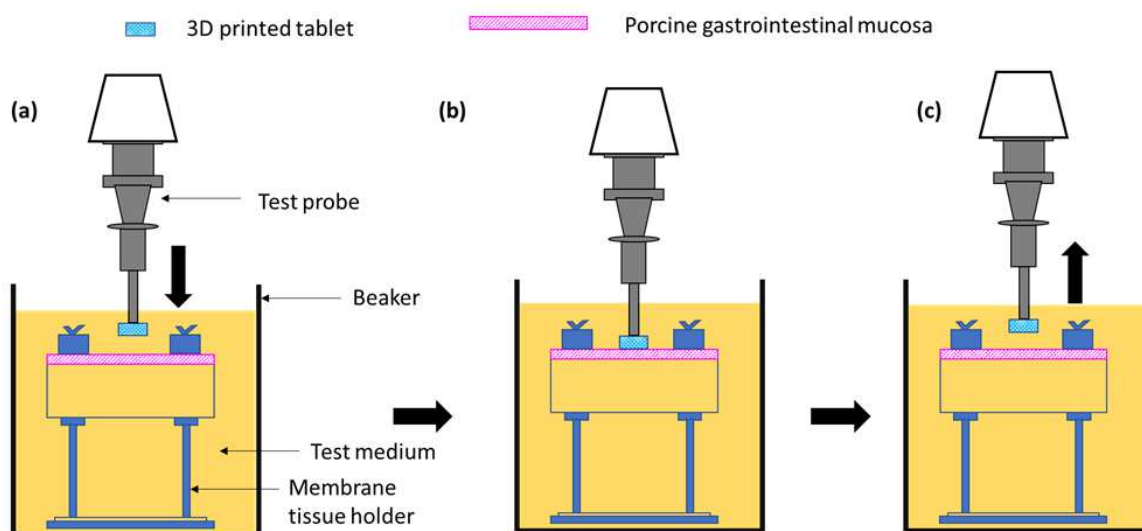 3D printed tablet
Porcine gastrointestinal mucosa
(a)
(b)
(c)
Test probe
Beaker
Test medium
Membrane
tissue holder